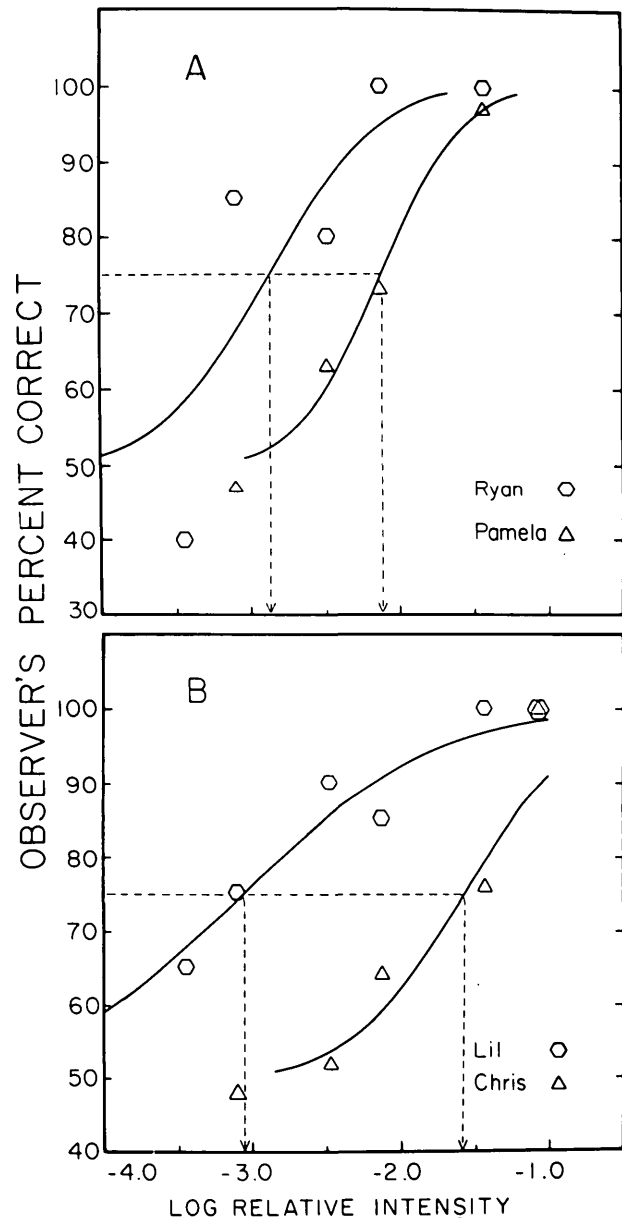 A
100
90
80
70
60
50
40
30
Ryan
Pamela
OBSERVER'S PERCENT CORRECT
B
100
90
80
70
60
50
40
Lil
Chris
-4.0 -3.0 -2.0 -1.0
LOG RELATIVE INTENSITY